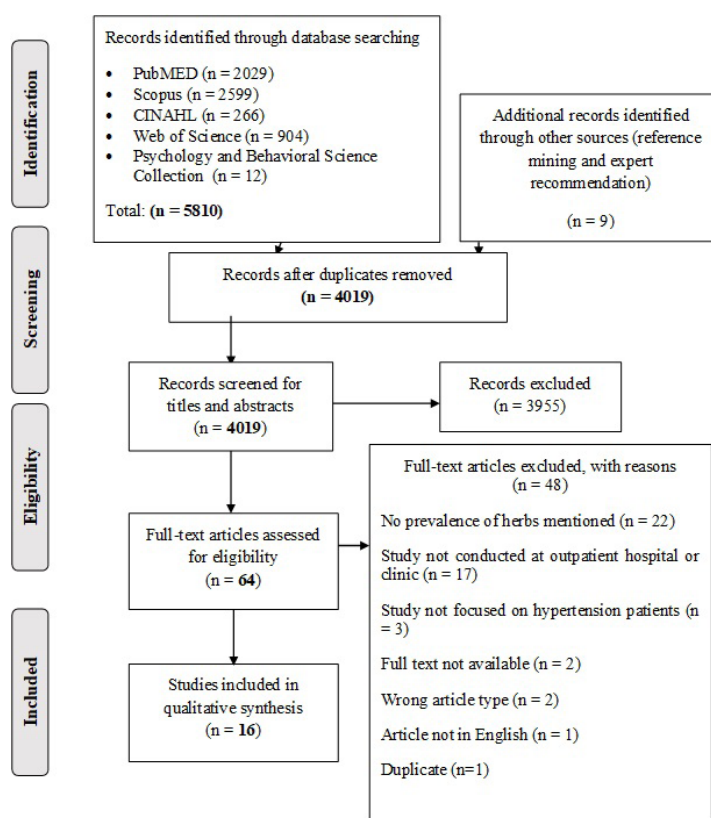 Identification
Records identified through database searching
• PubMED (n = 2029)
• Scopus (n = 2599)
• CINAHL (n = 266)
• Web of Science (n = 904)
• Psychology and Behavioral Science
Collection (n = 12)
Total: (n = 5810)
Additional records identified
through other sources (reference
mining and expert
recommendation)
(n = 9)
Screening
Records after duplicates removed
(n = 4019)
Records screened for
titles and abstracts
(n = 4019)
Records excluded
(n = 3955)
Eligibility
Full-text articles assessed
for eligibility
(n = 64)
Full-text articles excluded, with reasons
(n = 48)
No prevalence of herbs mentioned (n = 22)
Study not conducted at outpatient hospital or
clinic (n = 17)
Study not focused on hypertension patients (n
= 3)
Full text not available (n = 2)
Wrong article type (n = 2)
Article not in English (n = 1)
Duplicate (n=1)
Included
Studies included in
qualitative synthesis
(n = 16)